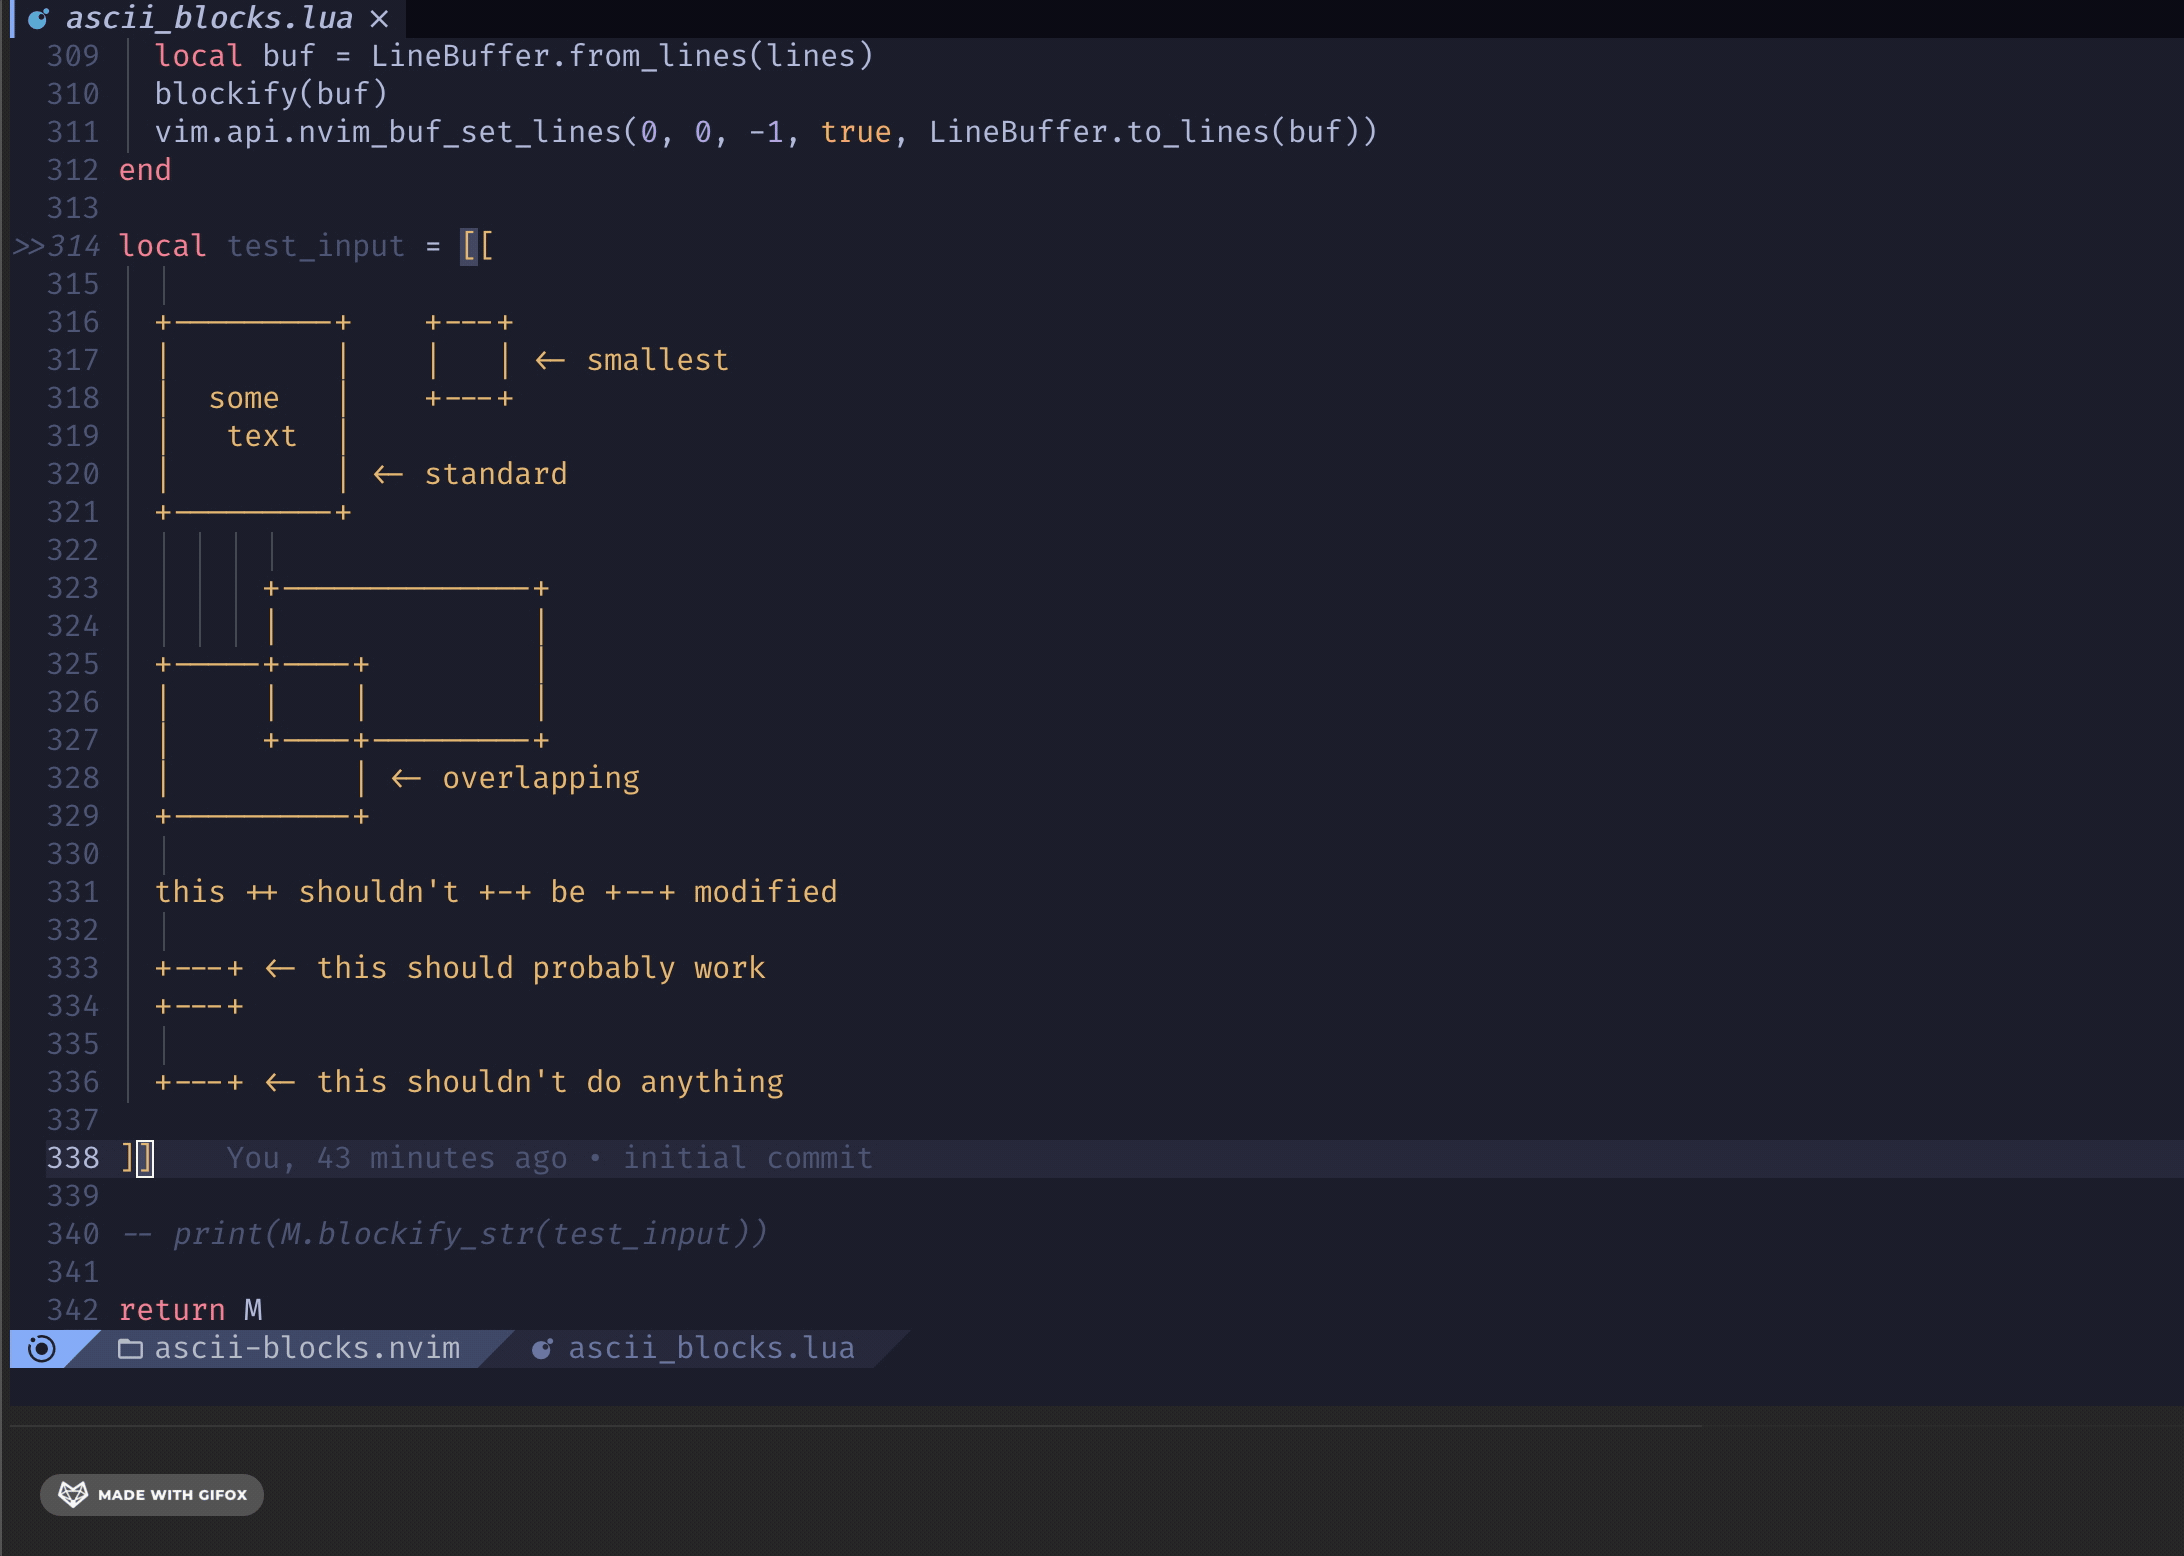 ascii_blocks.lua ×
309   local buf = LineBuffer.from_lines(lines)
310   blockify(buf)
311   vim.api.nvim_buf_set_lines(0, 0, -1, true, LineBuffer.to_lines(buf))
312 end
313
>>314 local test_input = [[
315
316   +---------+    +---+
317   |         |    |   | <- smallest
318   |  some   |    +---+
319   |   text  |
320   |         | <- standard
321   +---------+
322
323         +--------------+
324         |              |
325   +-----+----+         |
326   |     |    |         |
327   |     +----+---------+
328   |          | <- overlapping
329   +----------+
330
331   this ++ shouldn't +-+ be +--+ modified
332
333   +---+ <- this should probably work
334   +---+
335
336   +---+ <- this shouldn't do anything
337
338 ]]    You, 43 minutes ago • initial commit
339
340 -- print(M.blockify_str(test_input))
341
342 return M
ascii-blocks.nvim ascii_blocks.lua
MADE WITH GIFOX